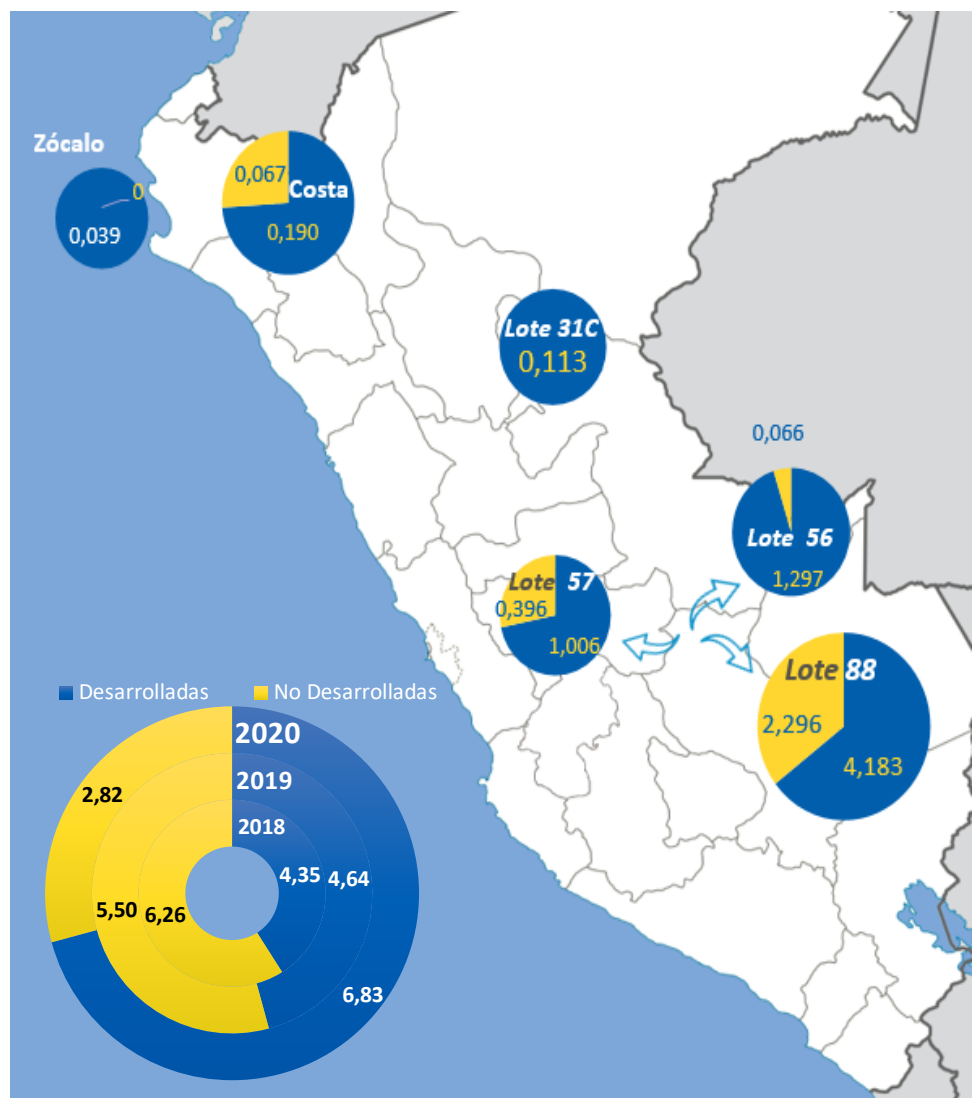 Zócalo
0
0,039
0,067
Costa
0,190
Lote 31C
0,113
0,066
Lote 56
1,297
Lote 57
0,396
1,006
Lote 88
2,296
4,183
Desarrolladas
No Desarrolladas
2020
2019
2018
2,82
4,35
4,64
5,50
6,26
6,83